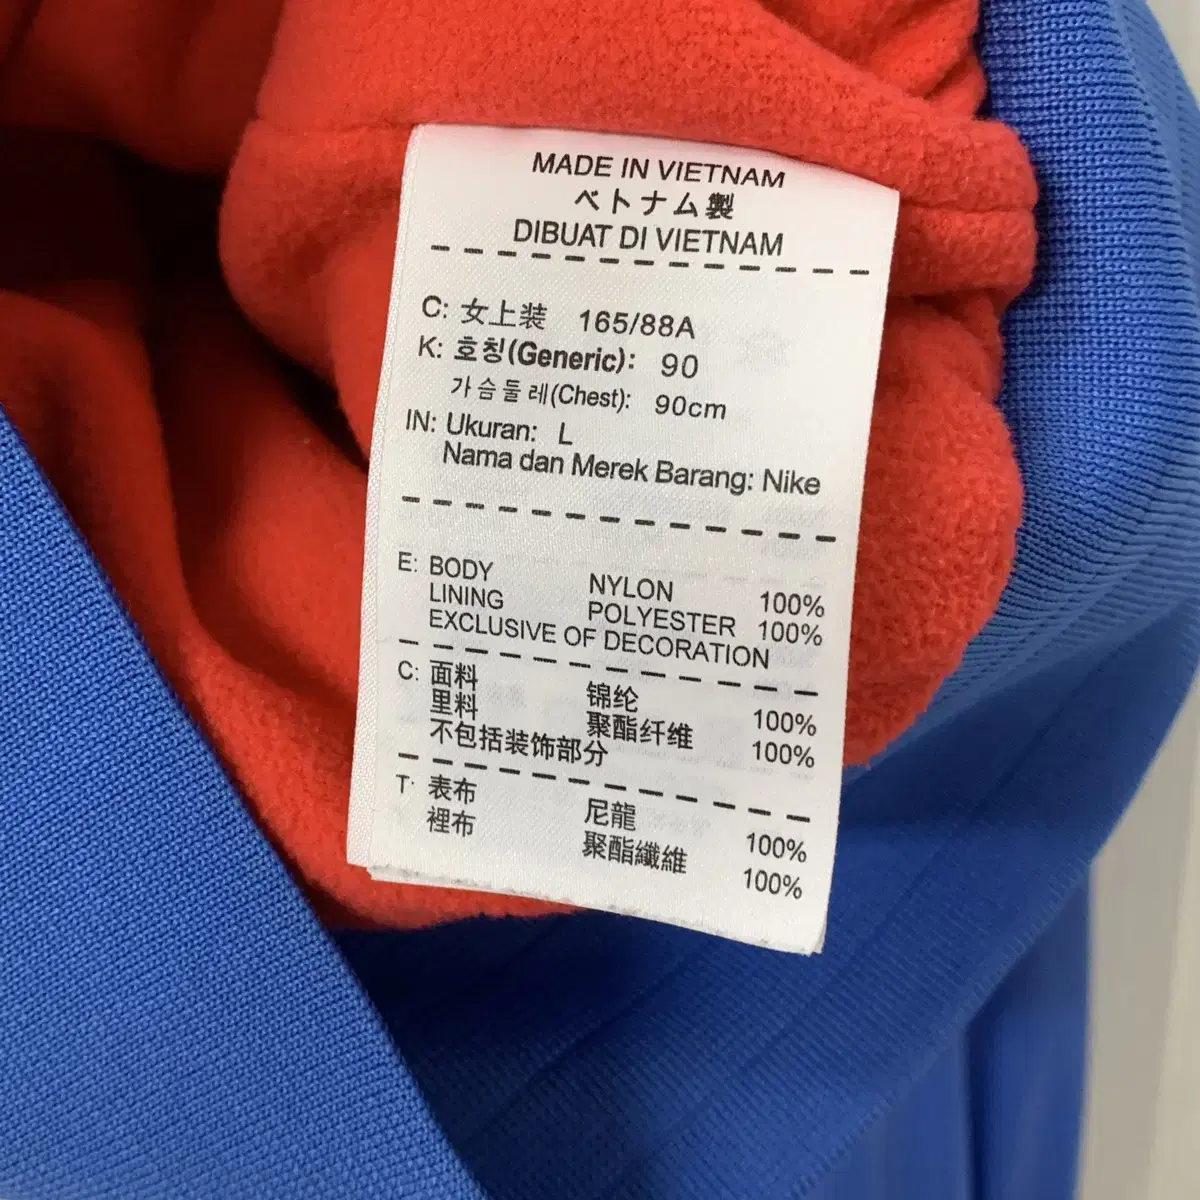 MADE IN VIETNAM
ベトナム製
DIBUAT DI VIETNAM
C: 女上装 165/88A
K: 호칭(Generic): 90
가슴둘레(Chest): 90cm
IN: Ukuran: L
Nama dan Merek Barang: Nike
E: BODY NYLON 100%
LINING POLYESTER 100%
EXCLUSIVE OF DECORATION
C: 面料 锦纶 100%
里料 聚酯纤维 100%
不包括装饰部分
T: 表布 尼龍 100%
裡布 聚酯纖維 100%